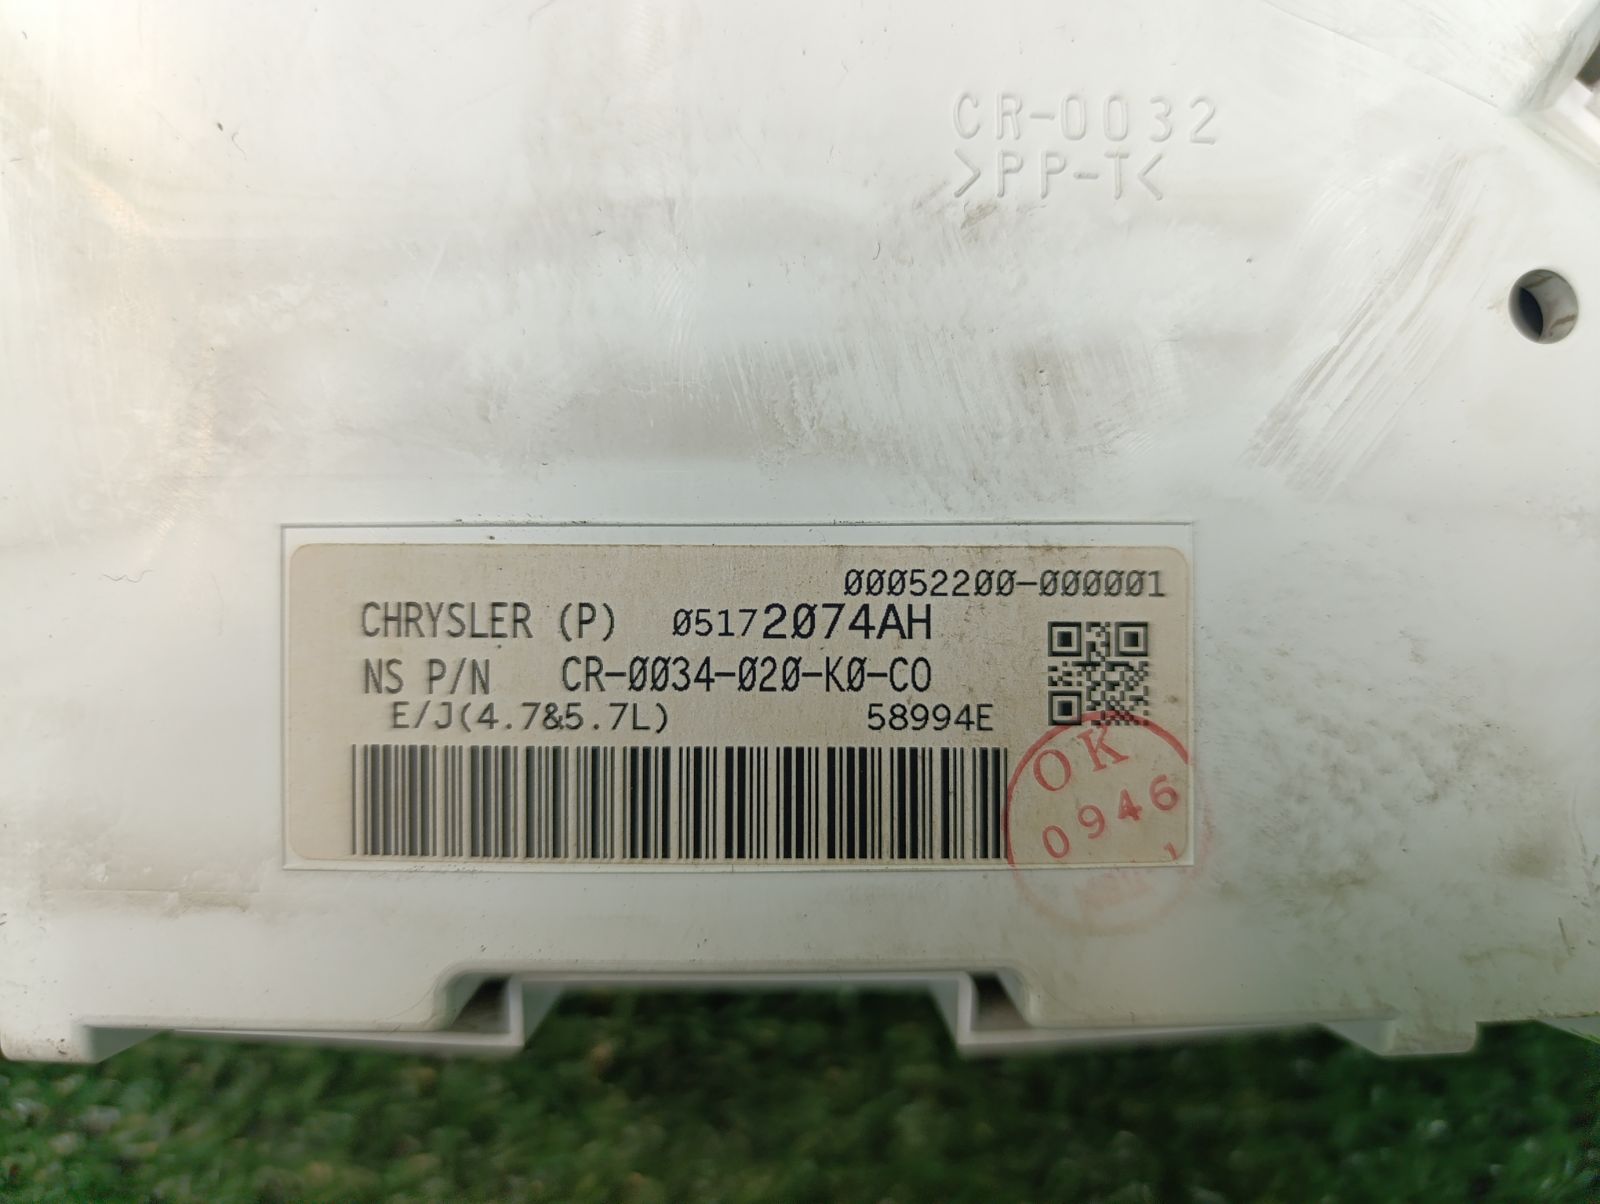 CR-0032
>PP-T<
00052200-000001
CHRYSLER (P) 05172074AH
NS P/N CR-0034-020-K0-CO
E/J(4.7&5.7L) 58994E
OK
0946